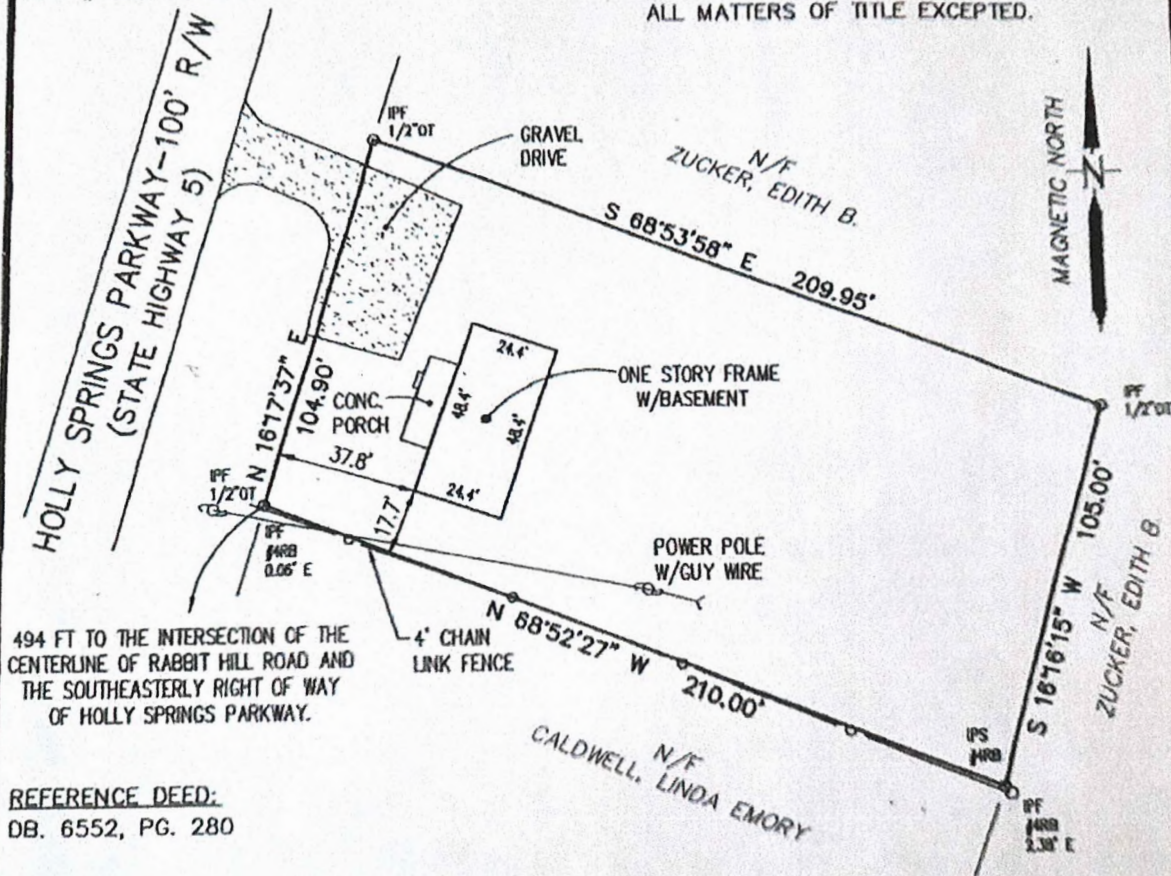 ALL MATTERS OF TITLE EXCEPTED.
HOLLY SPRINGS PARKWAY-100' R/W
(STATE HIGHWAY 5)
IPF
1/2"OT
GRAVEL
DRIVE
N/F
ZUCKER, EDITH B.
S 68°53'58" E 209.95'
MAGNETIC NORTH
N
N 16°17'37" E
104.90'
24.4'
48.4'
48.4'
24.4'
CONC.
PORCH
ONE STORY FRAME
W/BASEMENT
37.8'
17.7'
IPF
1/2"OT
IPF
1/2"OT
IPF
#4RB
0.06' E
POWER POLE
W/GUY WIRE
S 16°16'15" W 105.00'
N/F
ZUCKER, EDITH B.
494 FT TO THE INTERSECTION OF THE
CENTERLINE OF RABBIT HILL ROAD AND
THE SOUTHEASTERLY RIGHT OF WAY
OF HOLLY SPRINGS PARKWAY.
4' CHAIN
LINK FENCE
N 68°52'27" W
210.00'
N/F
CALDWELL, LINDA EMORY
IPS
#4RB
IPF
#4RB
2.38' E
REFERENCE DEED:
DB. 6552, PG. 280